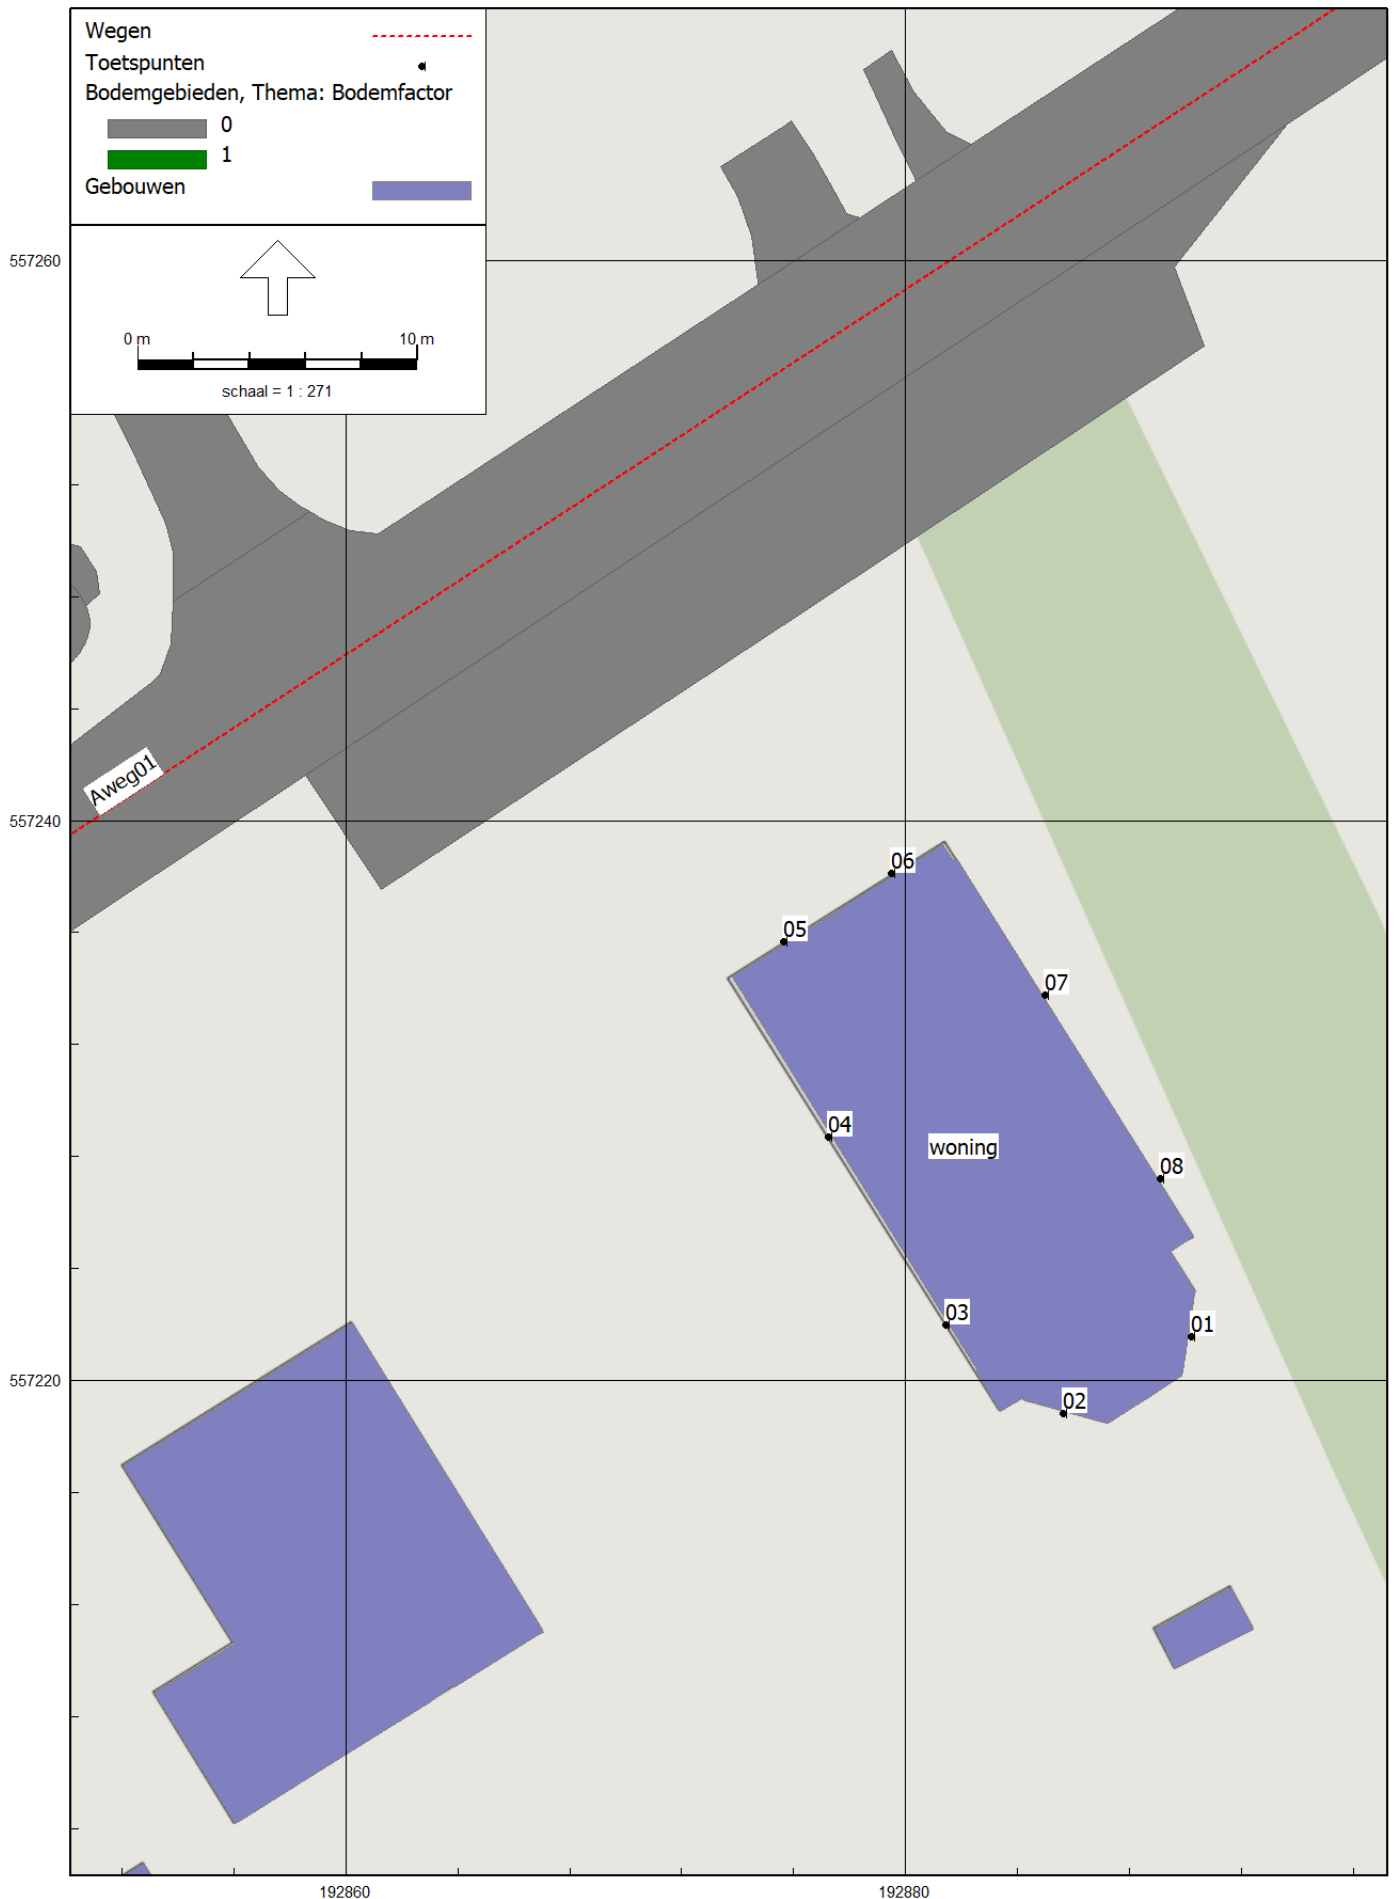 Wegen
Toetspunten
Bodemgebieden, Thema: Bodemfactor
0
1
Gebouwen
0 m 10 m
schaal = 1 : 271
557260
Aweg01
557240
06
05
07
04
woning
08
03
01
557220
02
192860 192880